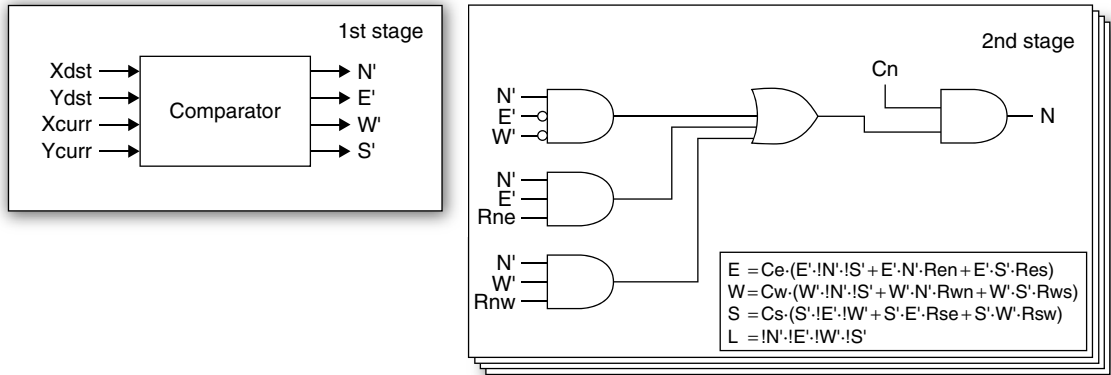 1st stage
Xdst
Ydst
Xcurr
Ycurr
Comparator
N'
E'
W'
S'
2nd stage
Cn
N'
E'
W'
N
N'
E'
Rne
N'
W'
Rnw
E =Ce·(E'·!N'·!S'+E'·N'·Ren+E'·S'·Res)
W=Cw·(W'·!N'·!S'+W'·N'·Rwn+W'·S'·Rws)
S =Cs·(S'·!E'·!W'+S'·E'·Rse+S'·W'·Rsw)
L =!N'·!E'·!W'·!S'